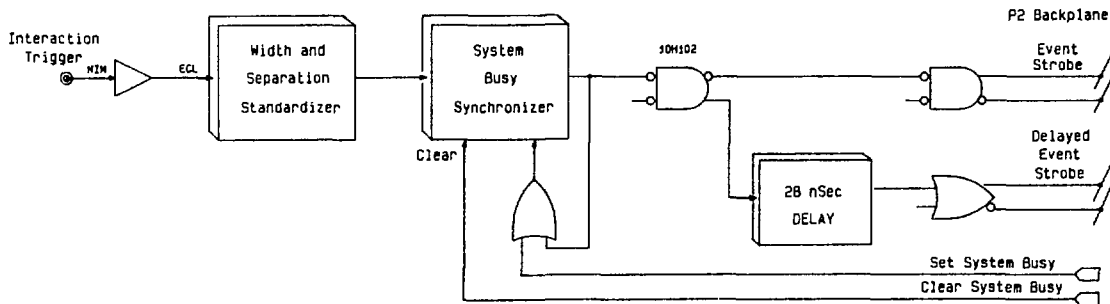 P2 Backplane
Interaction
Trigger
NIM
ECL
Width and
Separation
Standardizer
System
Busy
Synchronizer
Clear
10H102
Event
Strobe
Delayed
Event
Strobe
28 nSec
DELAY
Set System Busy
Clear System Busy